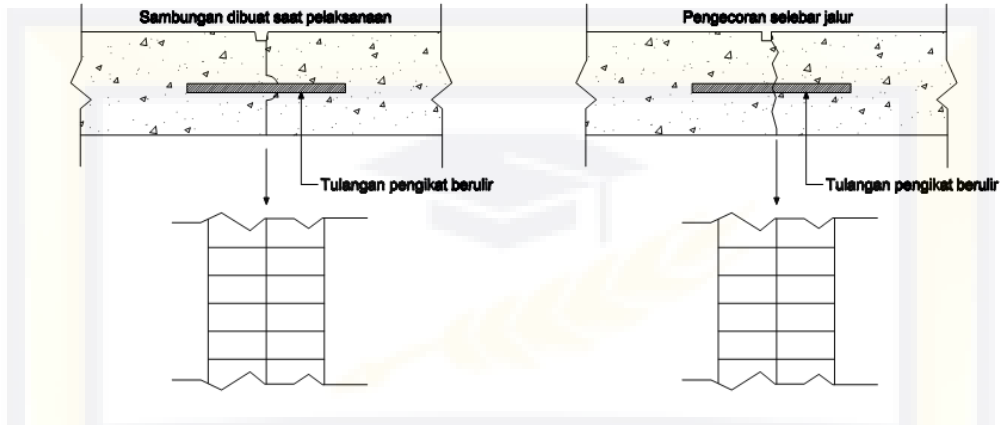 Sambungan dibuat saat pelaksanaan
Pengecoran selebar jalur
Tulangan pengikat berulir
Tulangan pengikat berulir